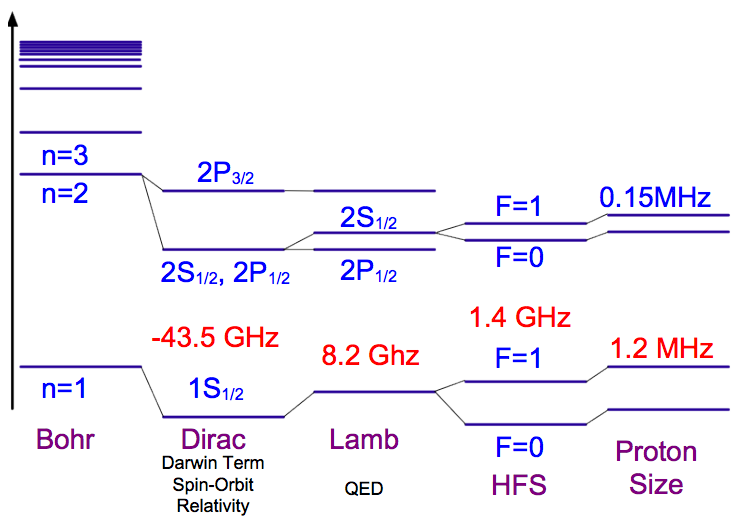 n=3
n=2
2P3/2
2S1/2
2S1/2, 2P1/2
2P1/2
F=1
F=0
0.15MHz
-43.5 GHz
8.2 Ghz
1.4 GHz
F=1
1.2 MHz
n=1
1S1/2
F=0
Bohr
Dirac
Darwin Term
Spin-Orbit
Relativity
Lamb
QED
HFS
Proton
Size